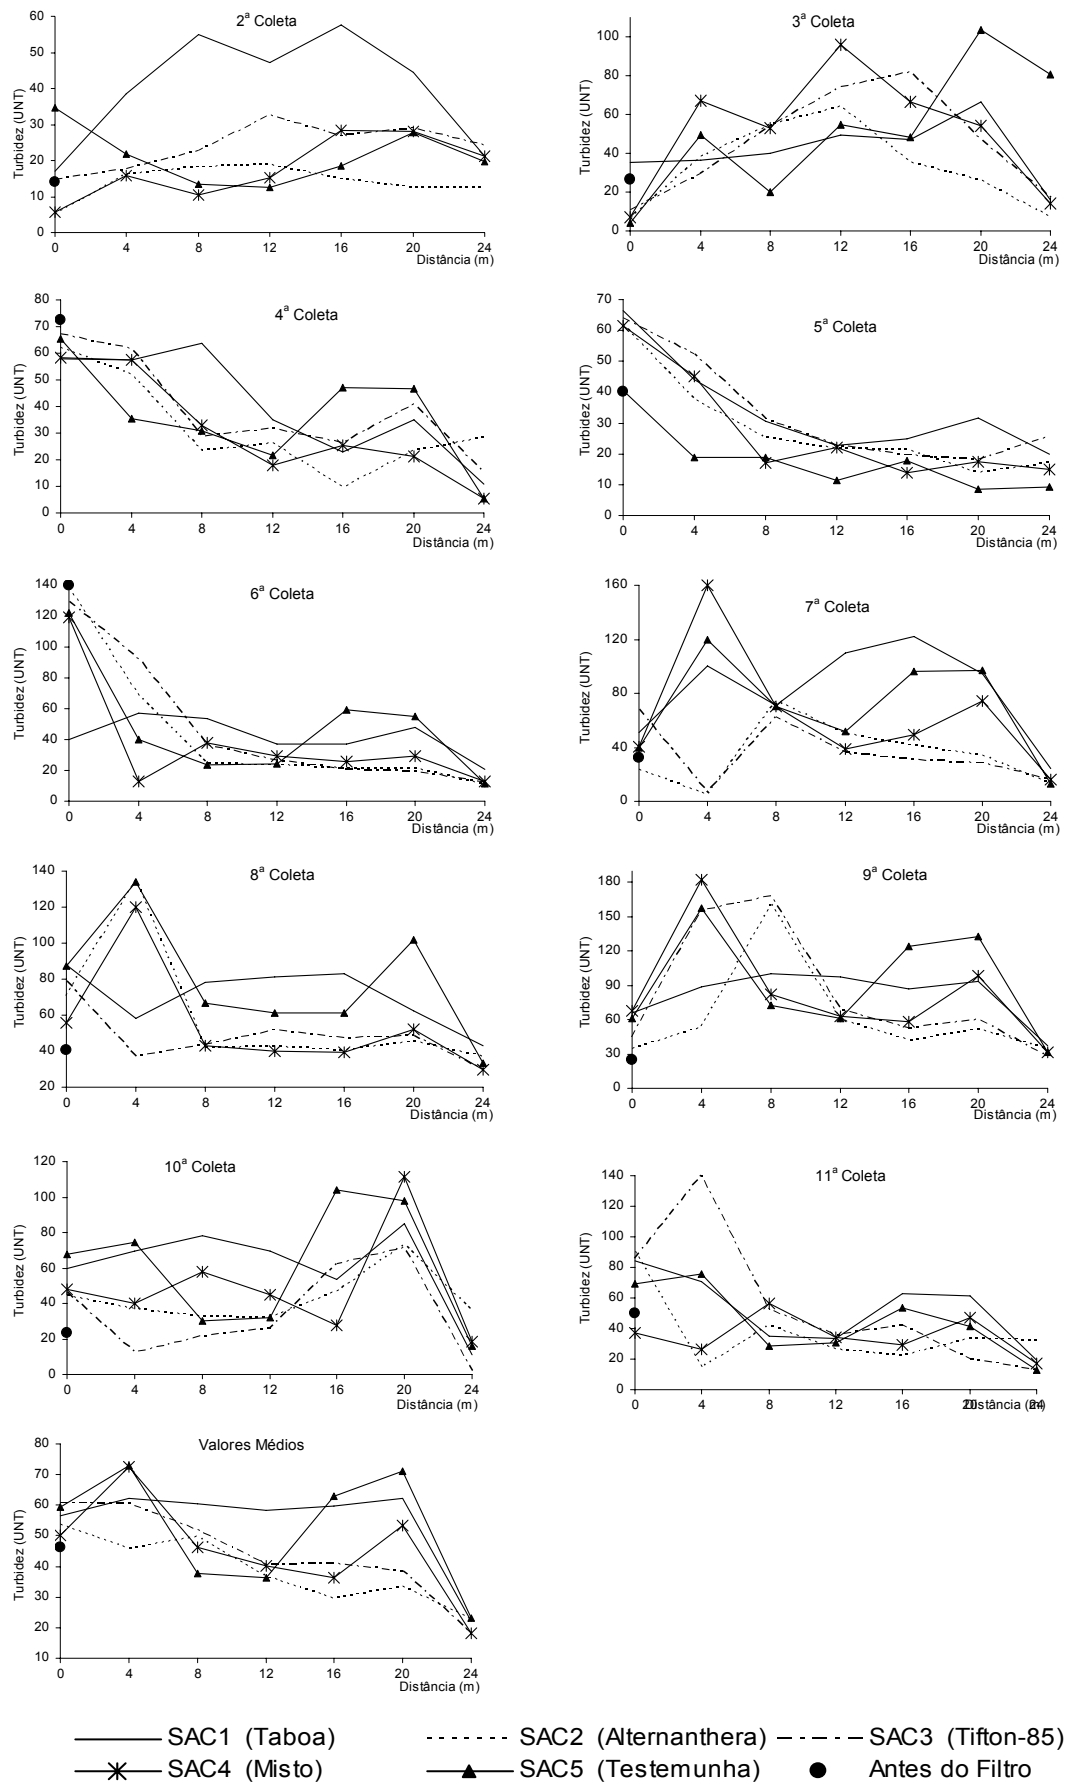 2ª Coleta
Turbidez (UNT)
60
50
40
30
20
10
0
0 4 8 12 16 20 24
Distância (m)
3ª Coleta
Turbidez (UNT)
100
80
60
40
20
0
0 4 8 12 16 20 24
Distância (m)
4ª Coleta
Turbidez (UNT)
80
70
60
50
40
30
20
10
0
0 4 8 12 16 20 24
Distância (m)
5ª Coleta
Turbidez (UNT)
70
60
50
40
30
20
10
0
0 4 8 12 16 20 24
Distância (m)
6ª Coleta
Turbidez (UNT)
140
120
100
80
60
40
20
0
0 4 8 12 16 20 24
Distância (m)
7ª Coleta
Turbidez (UNT)
160
120
80
40
0
0 4 8 12 16 20 24
Distância (m)
8ª Coleta
Turbidez (UNT)
140
120
100
80
60
40
20
0 4 8 12 16 20 24
Distância (m)
9ª Coleta
Turbidez (UNT)
180
150
120
90
60
30
0
0 4 8 12 16 20 24
Distância (m)
10ª Coleta
Turbidez (UNT)
120
100
80
60
40
20
0
0 4 8 12 16 20 24
Distância (m)
11ª Coleta
Turbidez (UNT)
140
120
100
80
60
40
20
0
0 4 8 12 16 20 24
Distância (m)
Valores Médios
Turbidez (UNT)
80
70
60
50
40
30
20
10
0 4 8 12 16 20 24
Distância (m)
SAC1 (Taboa) SAC2 (Alternanthera) SAC3 (Tifton-85)
SAC4 (Misto) SAC5 (Testemunha) Antes do Filtro